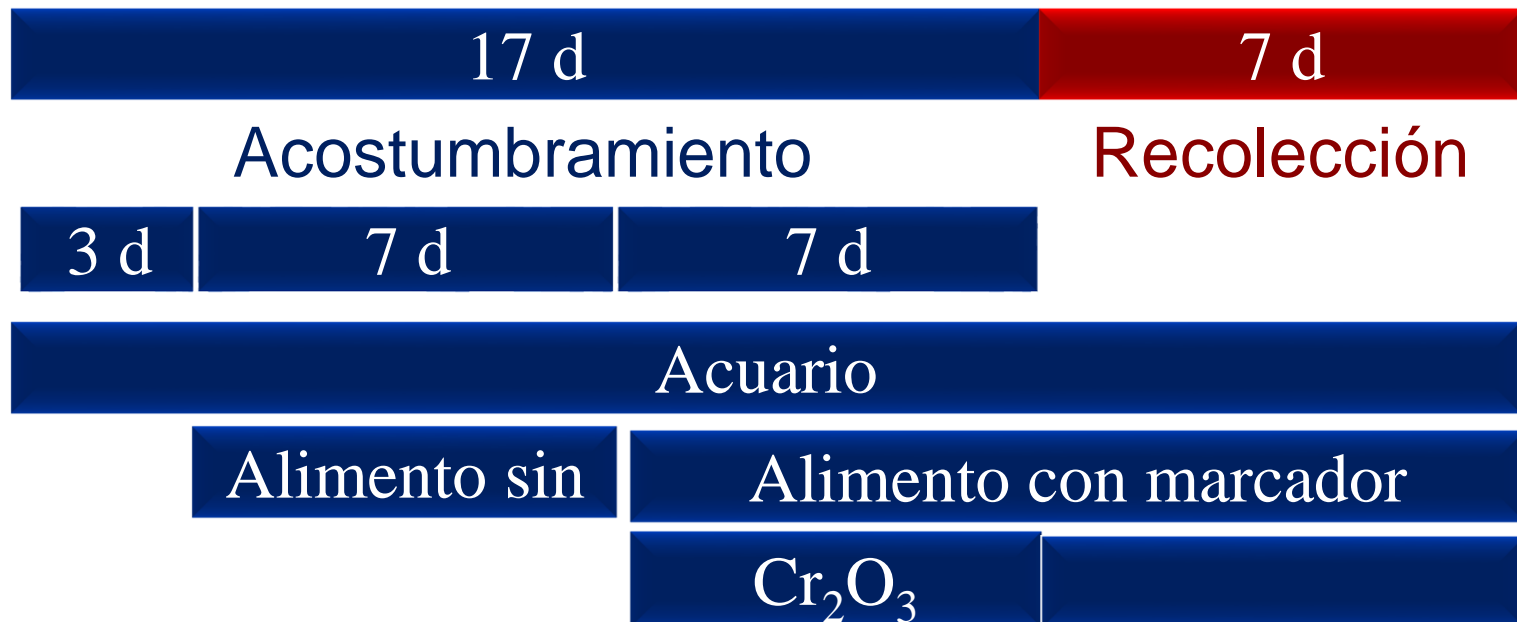 17 d
7 d
Acostumbramiento
Recolección
3 d
7 d
7 d
Acuario
Alimento sin
Alimento con marcador
Cr₂O₃